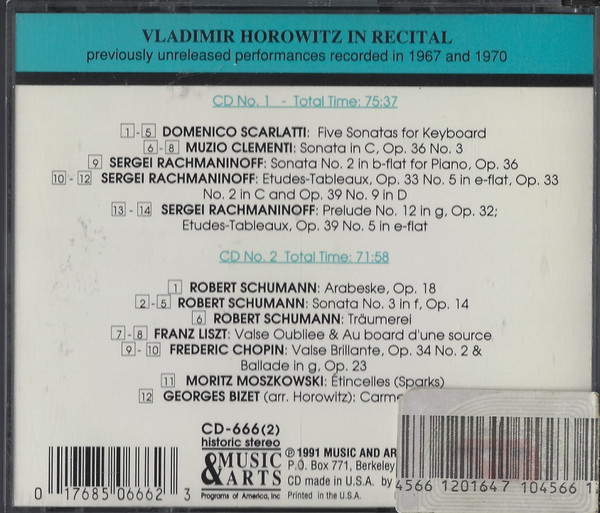 VLADIMIR HOROWITZ IN RECITAL
previously unreleased performances recorded in 1967 and 1970
CD No. 1 - Total Time: 75:37
1 - 5 DOMENICO SCARLATTI: Five Sonatas for Keyboard
6 - 8 MUZIO CLEMENTI: Sonata in C, Op. 36 No. 3
9 SERGEI RACHMANINOFF: Sonata No. 2 in b-flat for Piano, Op. 36
10 - 12 SERGEI RACHMANINOFF: Etudes-Tableaux, Op. 33 No. 5 in e-flat, Op. 33
No. 2 in C and Op. 39 No. 9 in D
13 - 14 SERGEI RACHMANINOFF: Prelude No. 12 in g, Op. 32;
Etudes-Tableaux, Op. 39 No. 5 in e-flat
CD No. 2 Total Time: 71:58
1 ROBERT SCHUMANN: Arabeske, Op. 18
2 - 5 ROBERT SCHUMANN: Sonata No. 3 in f, Op. 14
6 ROBERT SCHUMANN: Träumerei
7 - 8 FRANZ LISZT: Valse Oubliee & Au board d'une source
9 - 10 FREDERIC CHOPIN: Valse Brillante, Op. 34 No. 2 &
Ballade in g, Op. 23
11 MORITZ MOSZKOWSKI: Étincelles (Sparks)
12 GEORGES BIZET (arr. Horowitz): Carme
CD-666(2)
historic stereo
MUSIC & ARTS
Programs of America, Inc
℗1991 MUSIC AND AR
P.O. Box 771, Berkeley
CD made in U.S.A. by
Printed in the U.S.A.
0 17685 06662 3
4566 1201647 104566 1